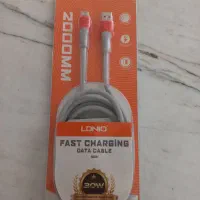 2000MM
LDNIO
FAST CHARGING
DATA CABLE
30W